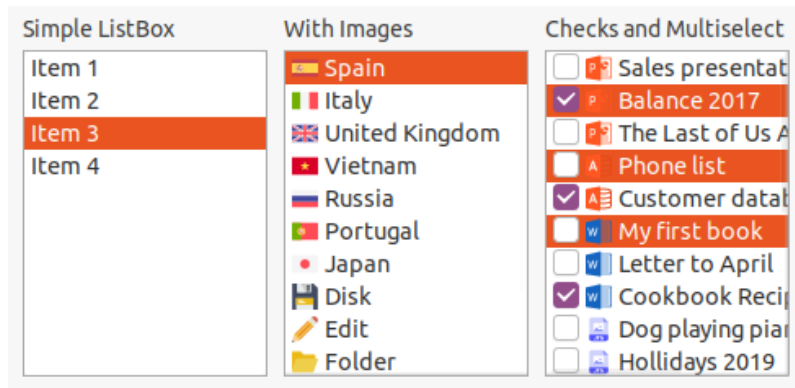 Simple ListBox
Item 1
Item 2
Item 3
Item 4
With Images
Spain
Italy
United Kingdom
Vietnam
Russia
Portugal
Japan
Disk
Edit
Folder
Checks and Multiselect
Sales presentat
Balance 2017
The Last of Us A
Phone list
Customer datab
My first book
Letter to April
Cookbook Recip
Dog playing pian
Hollidays 2019